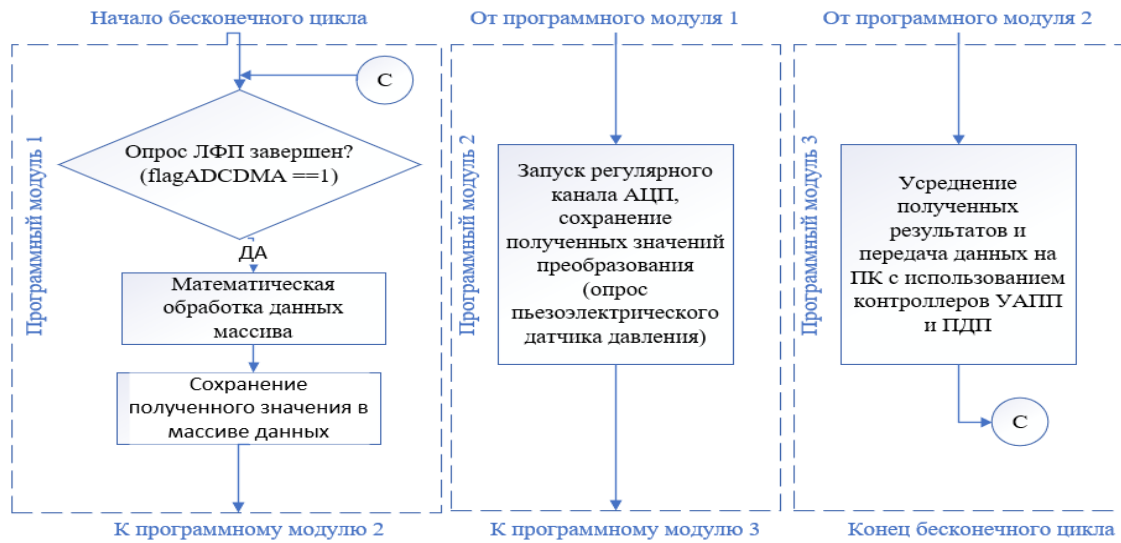 Начало бесконечного цикла
С
Программный модуль 1
Опрос ЛФП завершен?
(flagADCDMA ==1)
ДА
Математическая
обработка данных
массива
Сохранение
полученного значения в
массиве данных
К программному модулю 2
От программного модуля 1
Программный модуль 2
Запуск регулярного
канала АЦП,
сохранение
полученных значений
преобразования
(опрос
пьезоэлектрического
датчика давления)
К программному модулю 3
От программного модуля 2
Программный модуль 3
Усреднение
полученных
результатов и
передача данных на
ПК с использованием
контроллеров УАПП
и ПДП
С
Конец бесконечного цикла